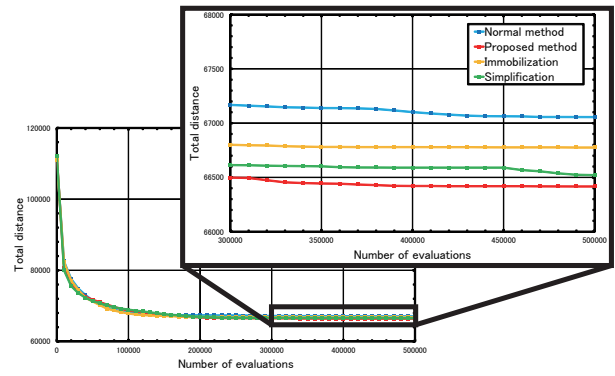 68000
67500
67000
66500
66000
Total distance
Normal method
Proposed method
Immobilization
Simplification
300000 350000 400000 450000 500000
Number of evaluations
120000
100000
80000
60000
Total distance
0 100000 200000 300000 400000 500000
Number of evaluations